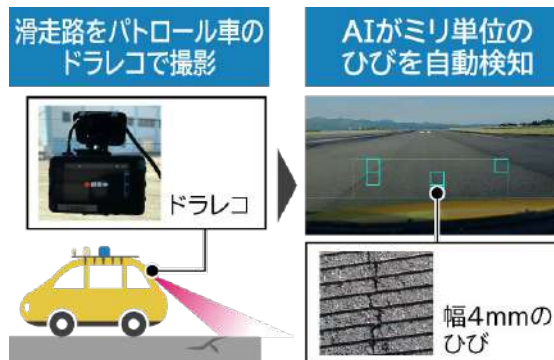 滑走路をパトロール車の
ドラレコで撮影
AIがミリ単位の
ひびを自動検知
ドラレコ
幅4mmの
ひび